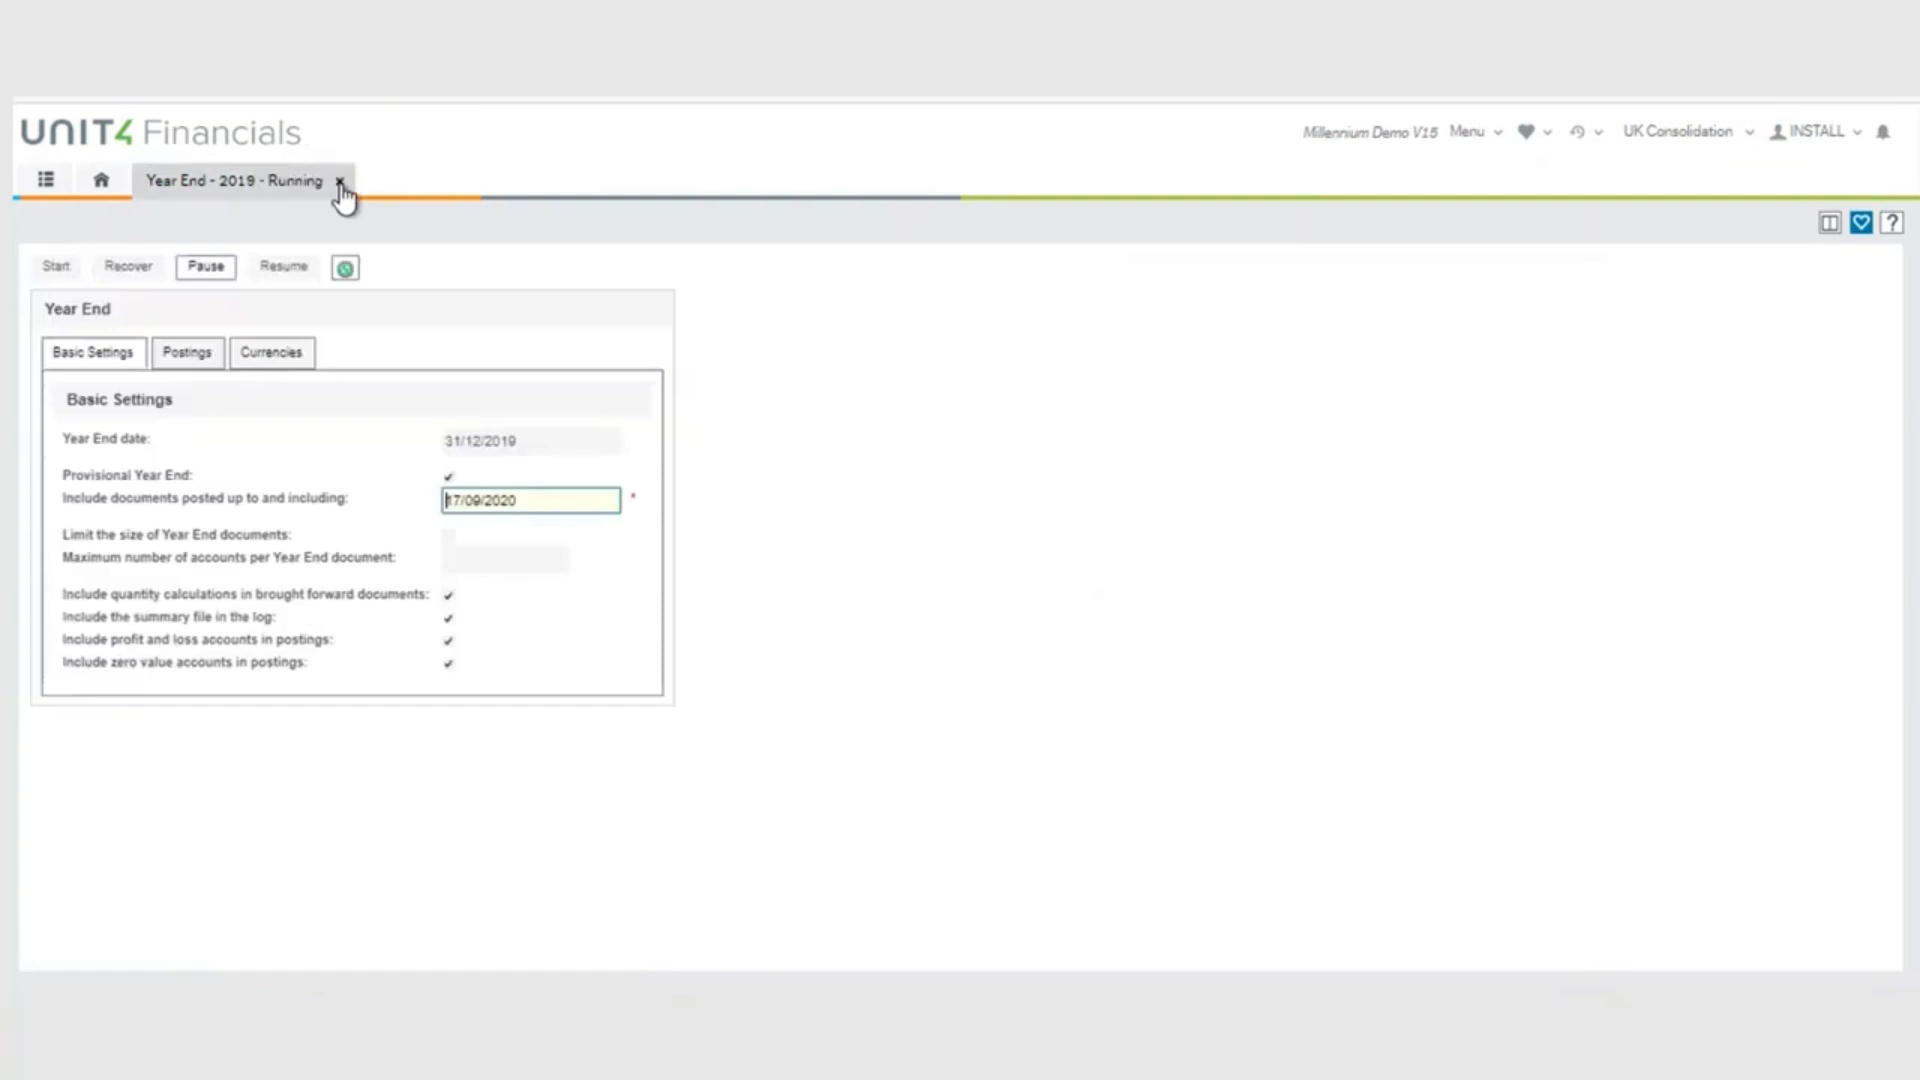 UNIT4 Financials
Millennium Demo V15 Menu UK Consolidation INSTALL
Year End - 2019 - Running ×
?
Start Recover Pause Resume
Year End
Basic Settings Postings Currencies
Basic Settings
Year End date: 31/12/2019
Provisional Year End:
Include documents posted up to and including: 17/09/2020 *
Limit the size of Year End documents:
Maximum number of accounts per Year End document:
Include quantity calculations in brought forward documents:
Include the summary file in the log:
Include profit and loss accounts in postings:
Include zero value accounts in postings: